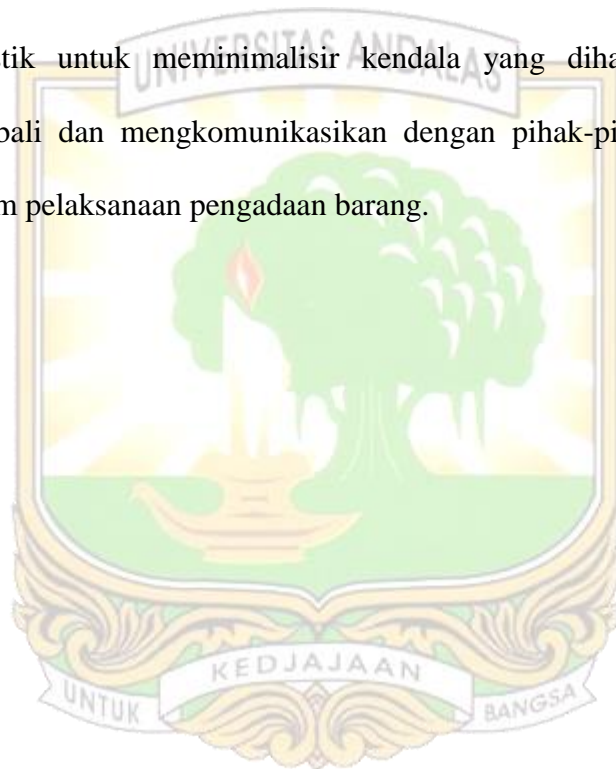 UNIVERSITAS ANDALAS
stik untuk meminimalisir kendala yang diha
bali dan mengkomunikasikan dengan pihak-pi
m pelaksanaan pengadaan barang.
KEDJAJAAN
UNTUK
BANGSA